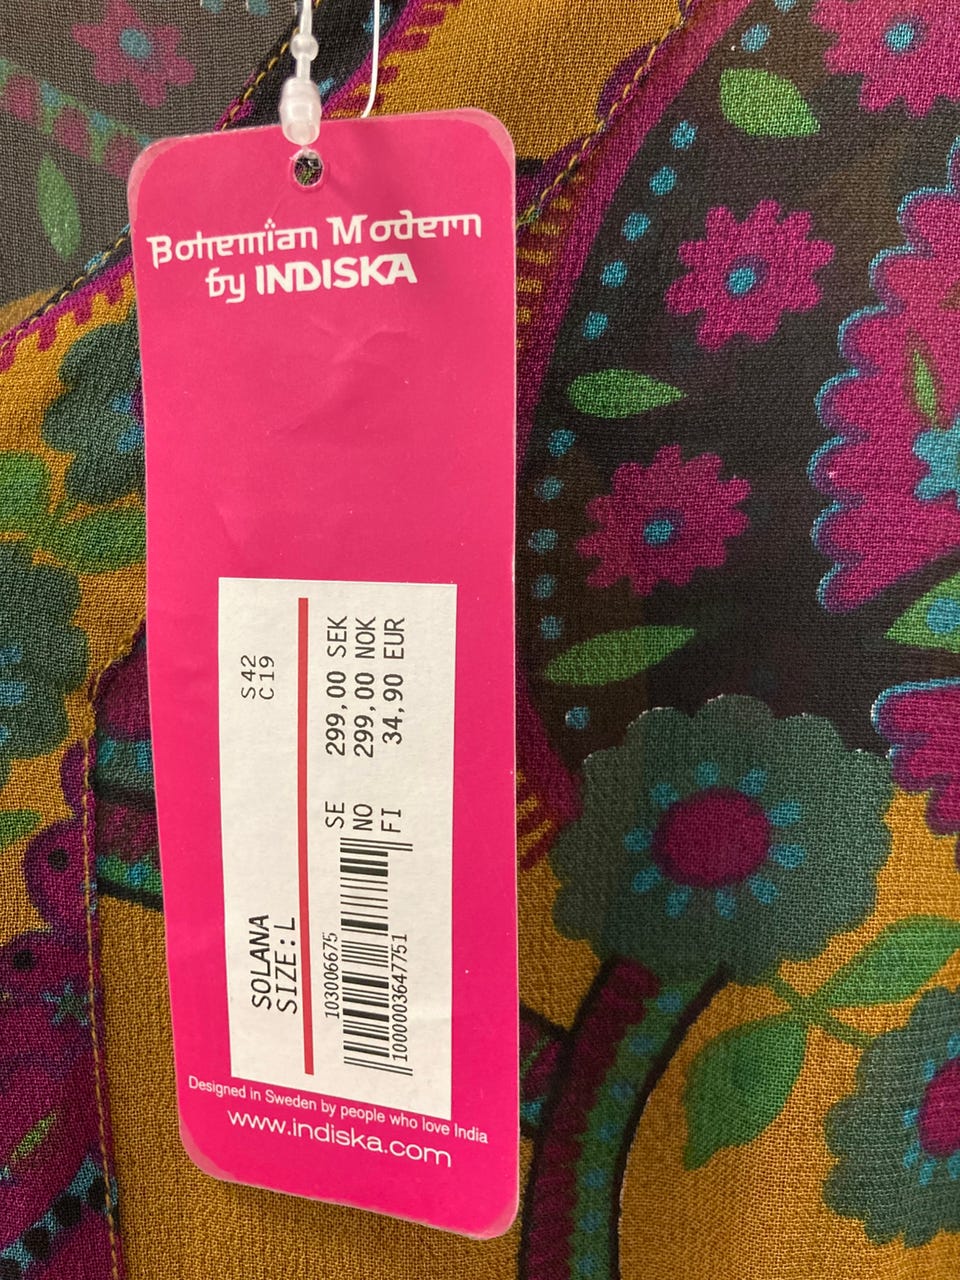 Bohemian Modern
by INDISKA
SOLANA
SIZE:L
S42
C19
SE 299,00 SEK
NO 299,00 NOK
FI 34,90 EUR
103006675
1000003647751
Designed in Sweden by people who love India
www.indiska.com